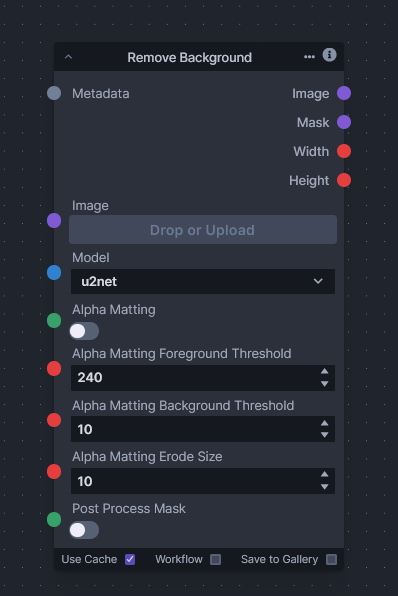 Remove Background
Metadata
Image
Mask
Width
Height
Image
Drop or Upload
Model
u2net
Alpha Matting
Alpha Matting Foreground Threshold
240
Alpha Matting Background Threshold
10
Alpha Matting Erode Size
10
Post Process Mask
Use Cache Workflow Save to Gallery